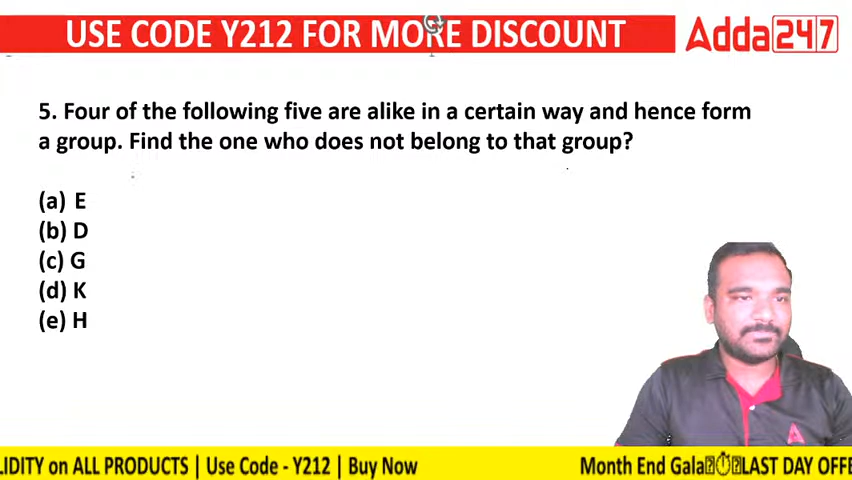 USE CODE Y212 FOR MORE DISCOUNT
Adda247
5. Four of the following five are alike in a certain way and hence form
a group. Find the one who does not belong to that group?
(a) E
(b) D
(c) G
(d) K
(e) H
LIDITY on ALL PRODUCTS | Use Code - Y212 | Buy Now
Month End Gala LAST DAY OFFE